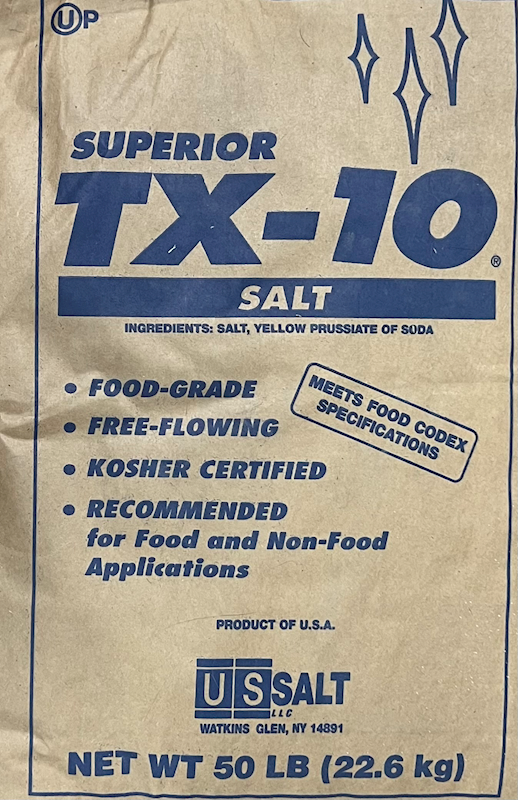 ⓊP
SUPERIOR
TX-10®
SALT
INGREDIENTS: SALT, YELLOW PRUSSIATE OF SODA
• FOOD-GRADE
• FREE-FLOWING
• KOSHER CERTIFIED
• RECOMMENDED
for Food and Non-Food
Applications
MEETS FOOD CODEX
SPECIFICATIONS
PRODUCT OF U.S.A.
US SALT
LLC
WATKINS GLEN, NY 14891
NET WT 50 LB (22.6 kg)